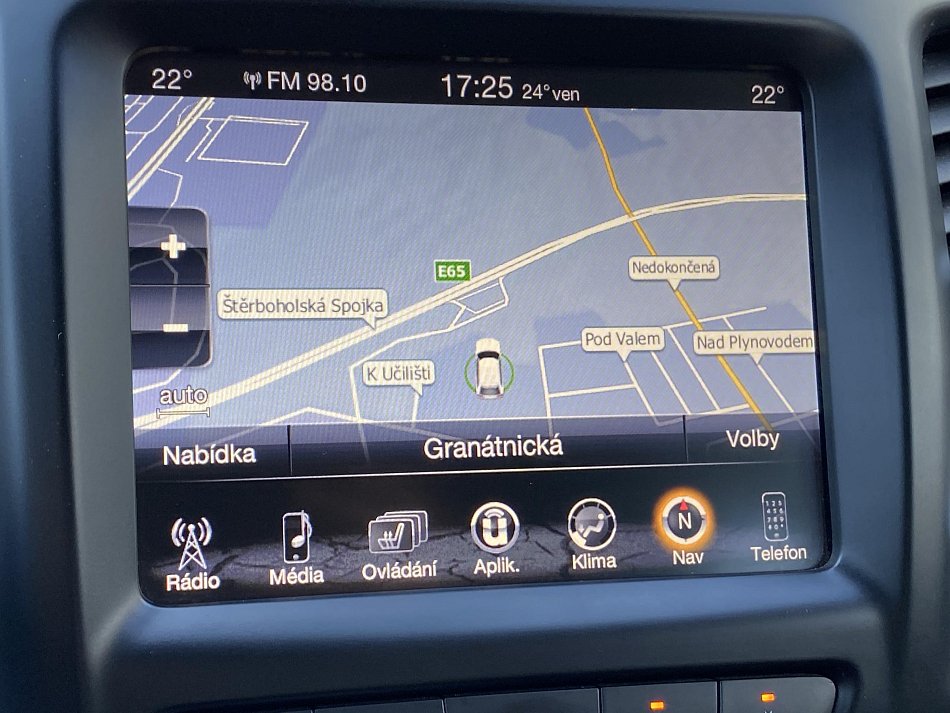 22° FM 98.10 17:25 24°ven 22°
E65
Nedokončená
Štěrboholská Spojka
Pod Valem
Nad Plynovodem
K Učilišti
auto
Nabídka Granátnická Volby
N
Rádio Média Ovládání Aplik. Klima Nav Telefon